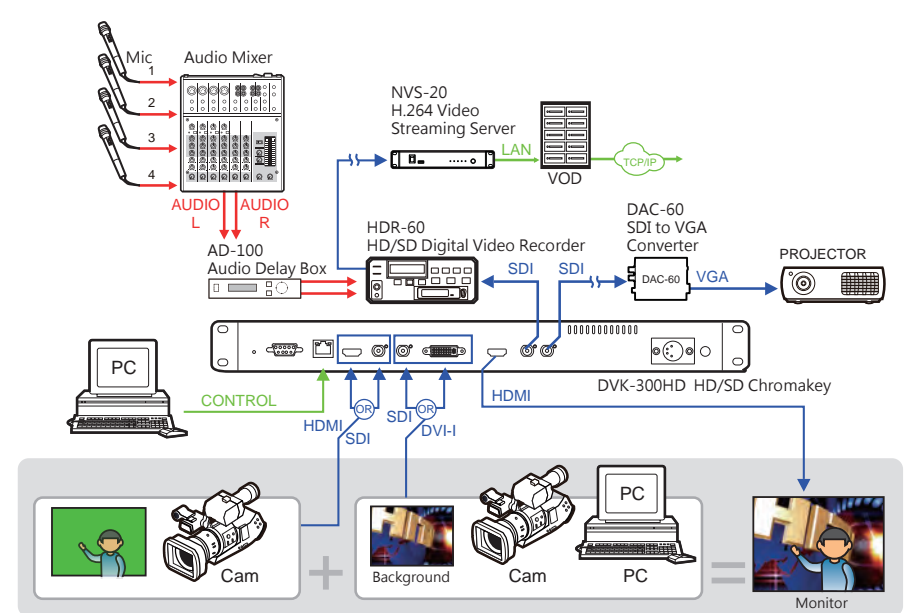 Mic
Audio Mixer
1
2
3
4
AUDIO
L
AUDIO
R
NVS-20
H.264 Video
Streaming Server
LAN
VOD
TCP/IP
AD-100
Audio Delay Box
HDR-60
HD/SD Digital Video Recorder
SDI
SDI
DAC-60
SDI to VGA
Converter
DAC-60
VGA
PROJECTOR
PC
CONTROL
HDMI
OR
SDI
SDI
OR
DVI-I
HDMI
DVK-300HD HD/SD Chromakey
Cam
Background
Cam
PC
PC
Monitor